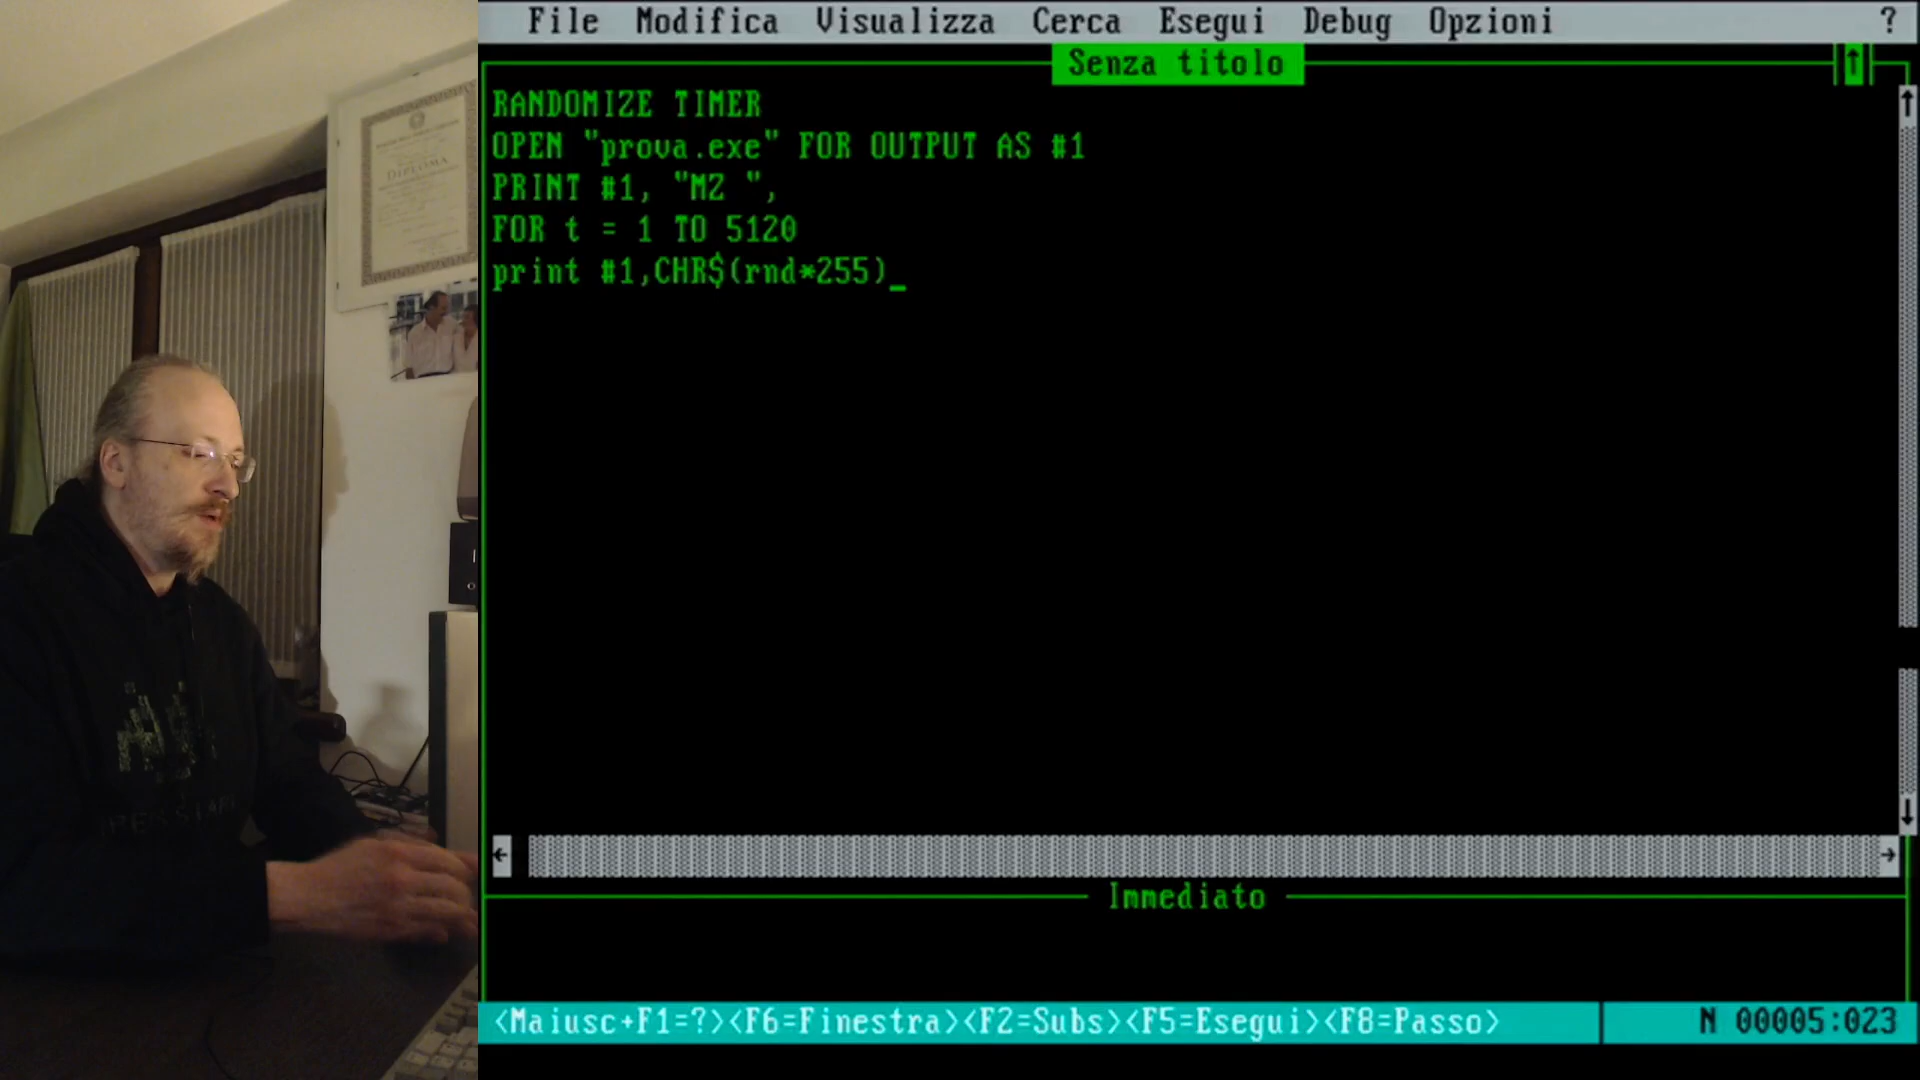 DIPLOMA
File Modifica Visualizza Cerca Esegui Debug Opzioni ?
Senza titolo
RANDOMIZE TIMER
OPEN "prova.exe" FOR OUTPUT AS #1
PRINT #1, "MZ ",
FOR t = 1 TO 5120
print #1,CHR$(rnd*255)_
Immediato
<Maiusc+F1=?><F6=Finestra><F2=Subs><F5=Esegui><F8=Passo> N 00005:023